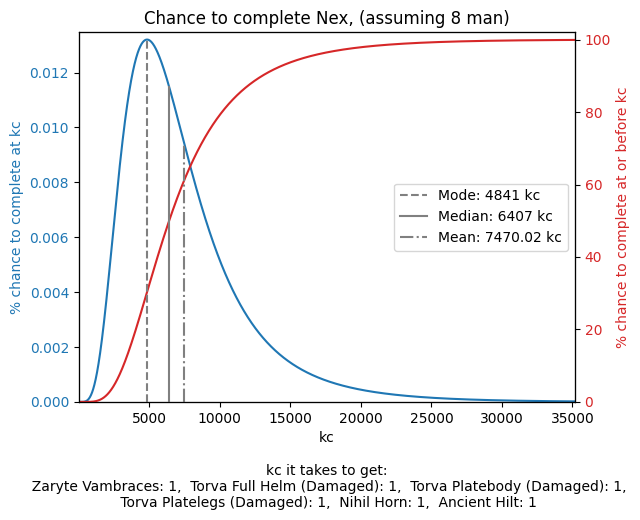 Chance to complete Nex, (assuming 8 man)
% chance to complete at kc
0.012
0.010
0.008
0.006
0.004
0.002
0.000
% chance to complete at or before kc
100
80
60
40
20
0
Mode: 4841 kc
Median: 6407 kc
Mean: 7470.02 kc
5000 10000 15000 20000 25000 30000 35000
kc
kc it takes to get:
Zaryte Vambraces: 1, Torva Full Helm (Damaged): 1, Torva Platebody (Damaged): 1,
Torva Platelegs (Damaged): 1, Nihil Horn: 1, Ancient Hilt: 1